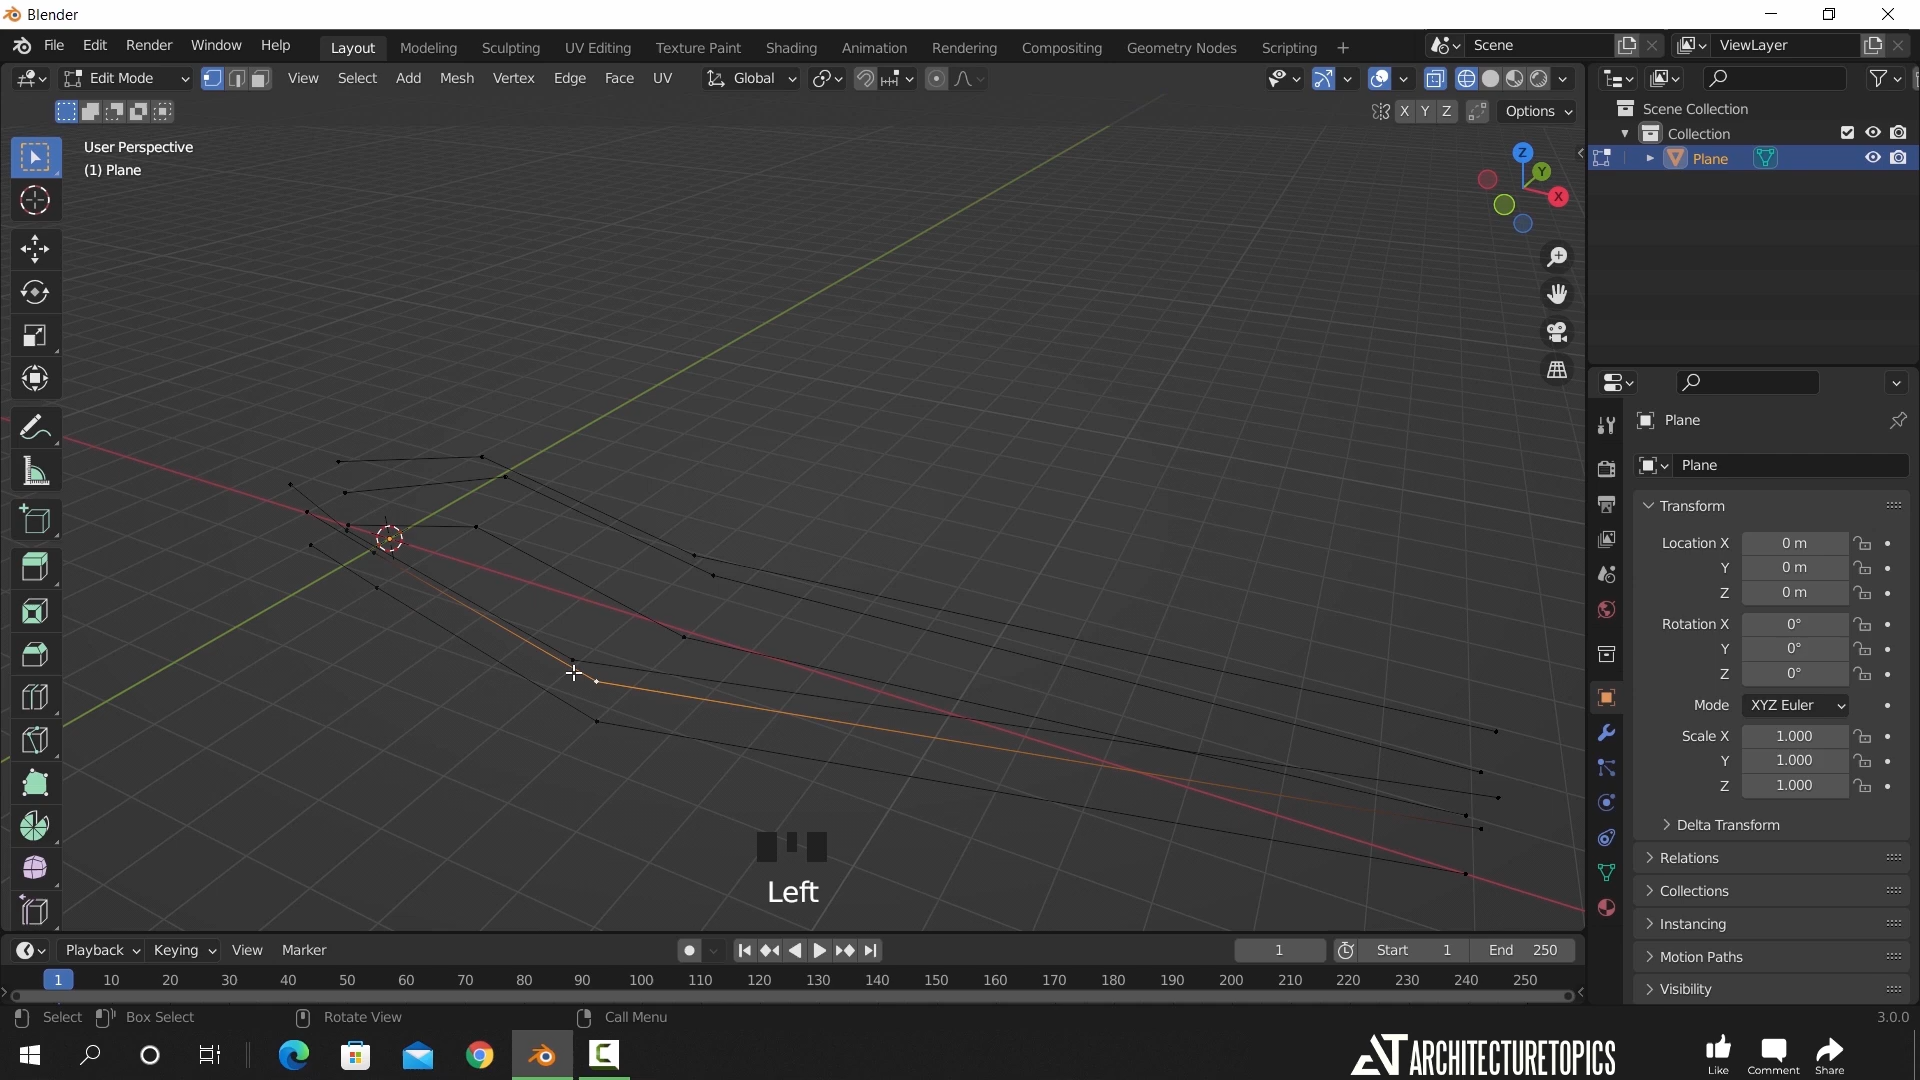 Blender
File Edit Render Window Help Layout Modeling Sculpting UV Editing Texture Paint Shading Animation Rendering Compositing Geometry Nodes Scripting + Scene ViewLayer
Edit Mode View Select Add Mesh Vertex Edge Face UV Global
X Y Z Options
User Perspective
(1) Plane
Z
Y
X
Scene Collection
Collection
Plane
Plane
Plane
Transform
Location X 0 m
Y 0 m
Z 0 m
Rotation X 0°
Y 0°
Z 0°
Mode XYZ Euler
Scale X 1.000
Y 1.000
Z 1.000
Delta Transform
Relations
Collections
Instancing
Motion Paths
Visibility
Left
Playback Keying View Marker 1 Start 1 End 250
1 10 20 30 40 50 60 70 80 90 100 110 120 130 140 150 160 170 180 190 200 210 220 230 240 250
Select Box Select Rotate View Call Menu 3.0.0
AT ARCHITECTURETOPICS
Like Comment Share